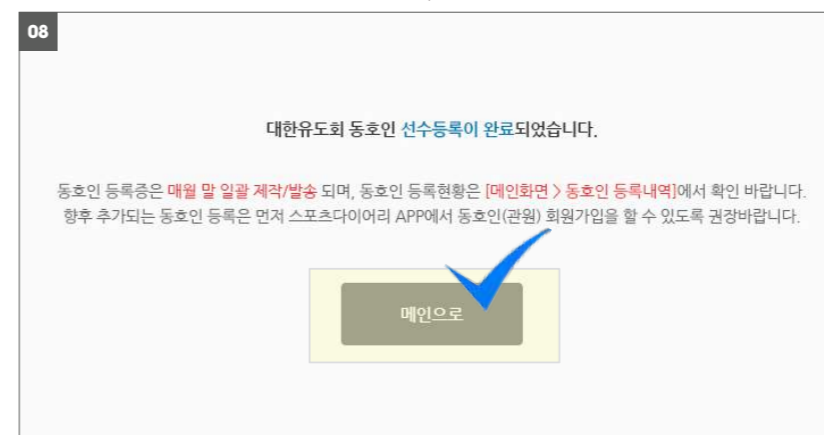 08
대한유도회 동호인 선수등록이 완료되었습니다.
동호인 등록증은 매월 말 일괄 제작/발송 되며, 동호인 등록현황은 [메인화면 > 동호인 등록내역]에서 확인 바랍니다.
향후 추가되는 동호인 등록은 먼저 스포츠다이어리 APP에서 동호인(관원) 회원가입을 할 수 있도록 권장바랍니다.
메인으로